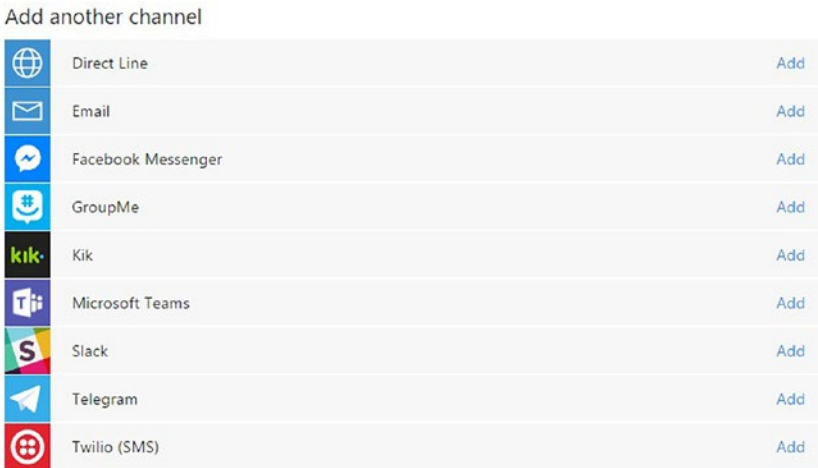 Add another channel
Direct Line Add
Email Add
Facebook Messenger Add
GroupMe Add
kik. Kik Add
T Microsoft Teams Add
S Slack Add
Telegram Add
Twilio (SMS) Add